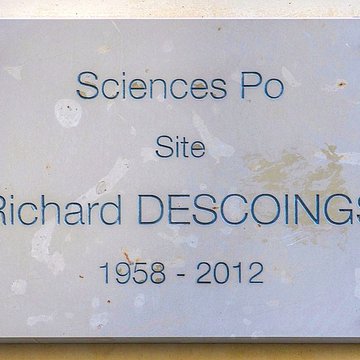 Sciences Po
Site
Richard DESCOINGS
1958 - 2012